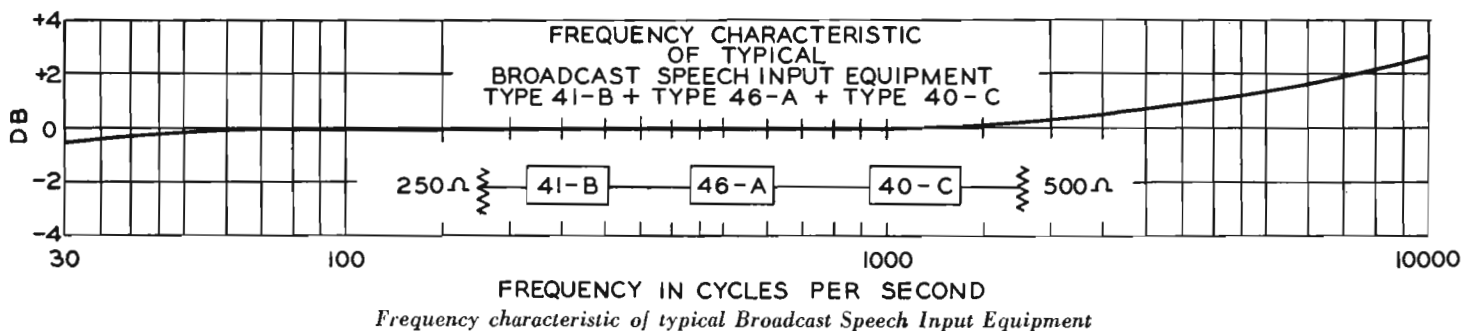 FREQUENCY CHARACTERISTIC
OF TYPICAL
BROADCAST SPEECH INPUT EQUIPMENT
TYPE 41-B + TYPE 46-A + TYPE 40-C
+4
+2
0
-2
-4
DB
250Ω 41-B 46-A 40-C 500Ω
30 100 1000 10000
FREQUENCY IN CYCLES PER SECOND
Frequency characteristic of typical Broadcast Speech Input Equipment